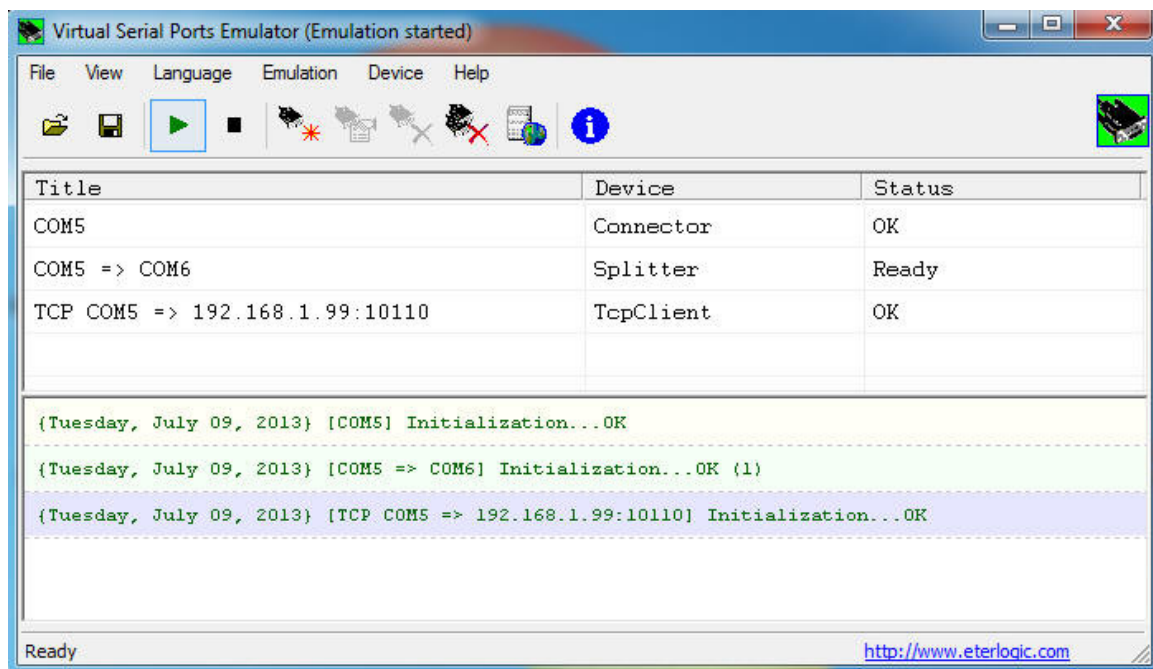 Virtual Serial Ports Emulator (Emulation started)
File View Language Emulation Device Help
Title Device Status
COM5 Connector OK
COM5 => COM6 Splitter Ready
TCP COM5 => 192.168.1.99:10110 TcpClient OK
{Tuesday, July 09, 2013} [COM5] Initialization...OK
{Tuesday, July 09, 2013} [COM5 => COM6] Initialization...OK (1)
{Tuesday, July 09, 2013} [TCP COM5 => 192.168.1.99:10110] Initialization...OK
Ready http://www.eterlogic.com